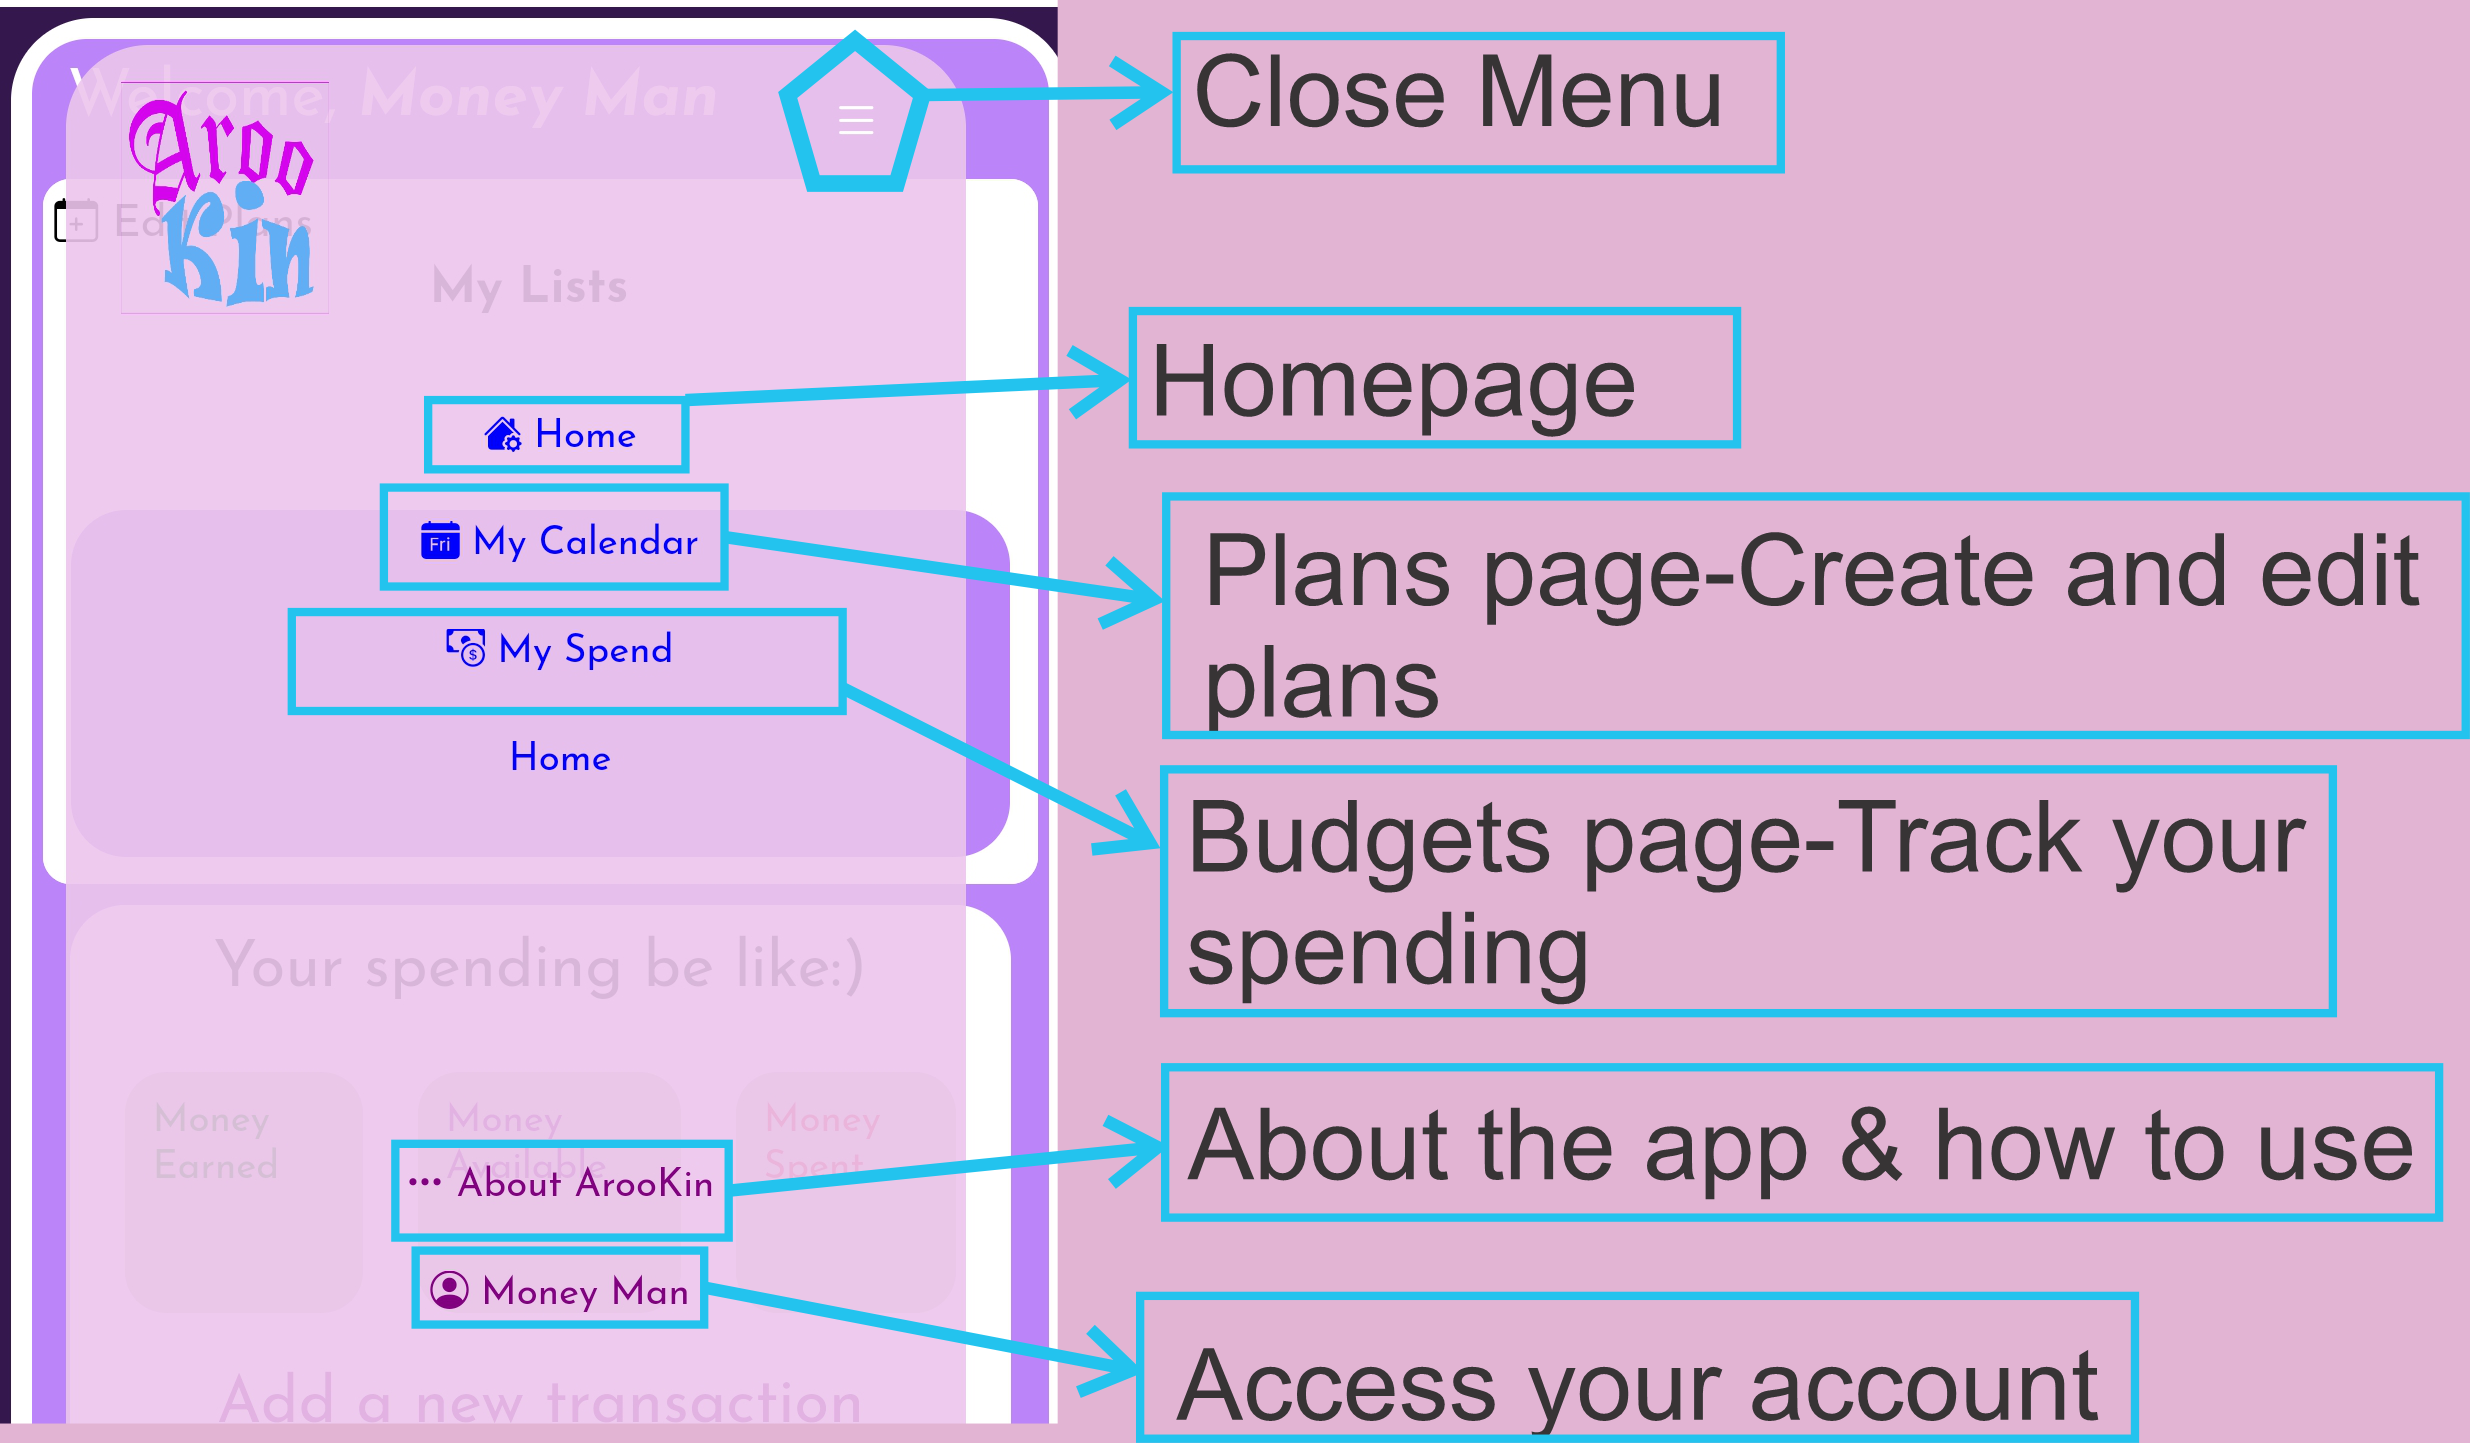 Welcome, Money Man
Aroo
Kin
Edit Plans
My Lists
Home
Fri My Calendar
$ My Spend
Home
Your spending be like:)
Money
Earned
Money
Available
Money
Spent
••• About ArooKin
Money Man
Add a new transaction
Close Menu
Homepage
Plans page-Create and edit
plans
Budgets page-Track your
spending
About the app & how to use
Access your account